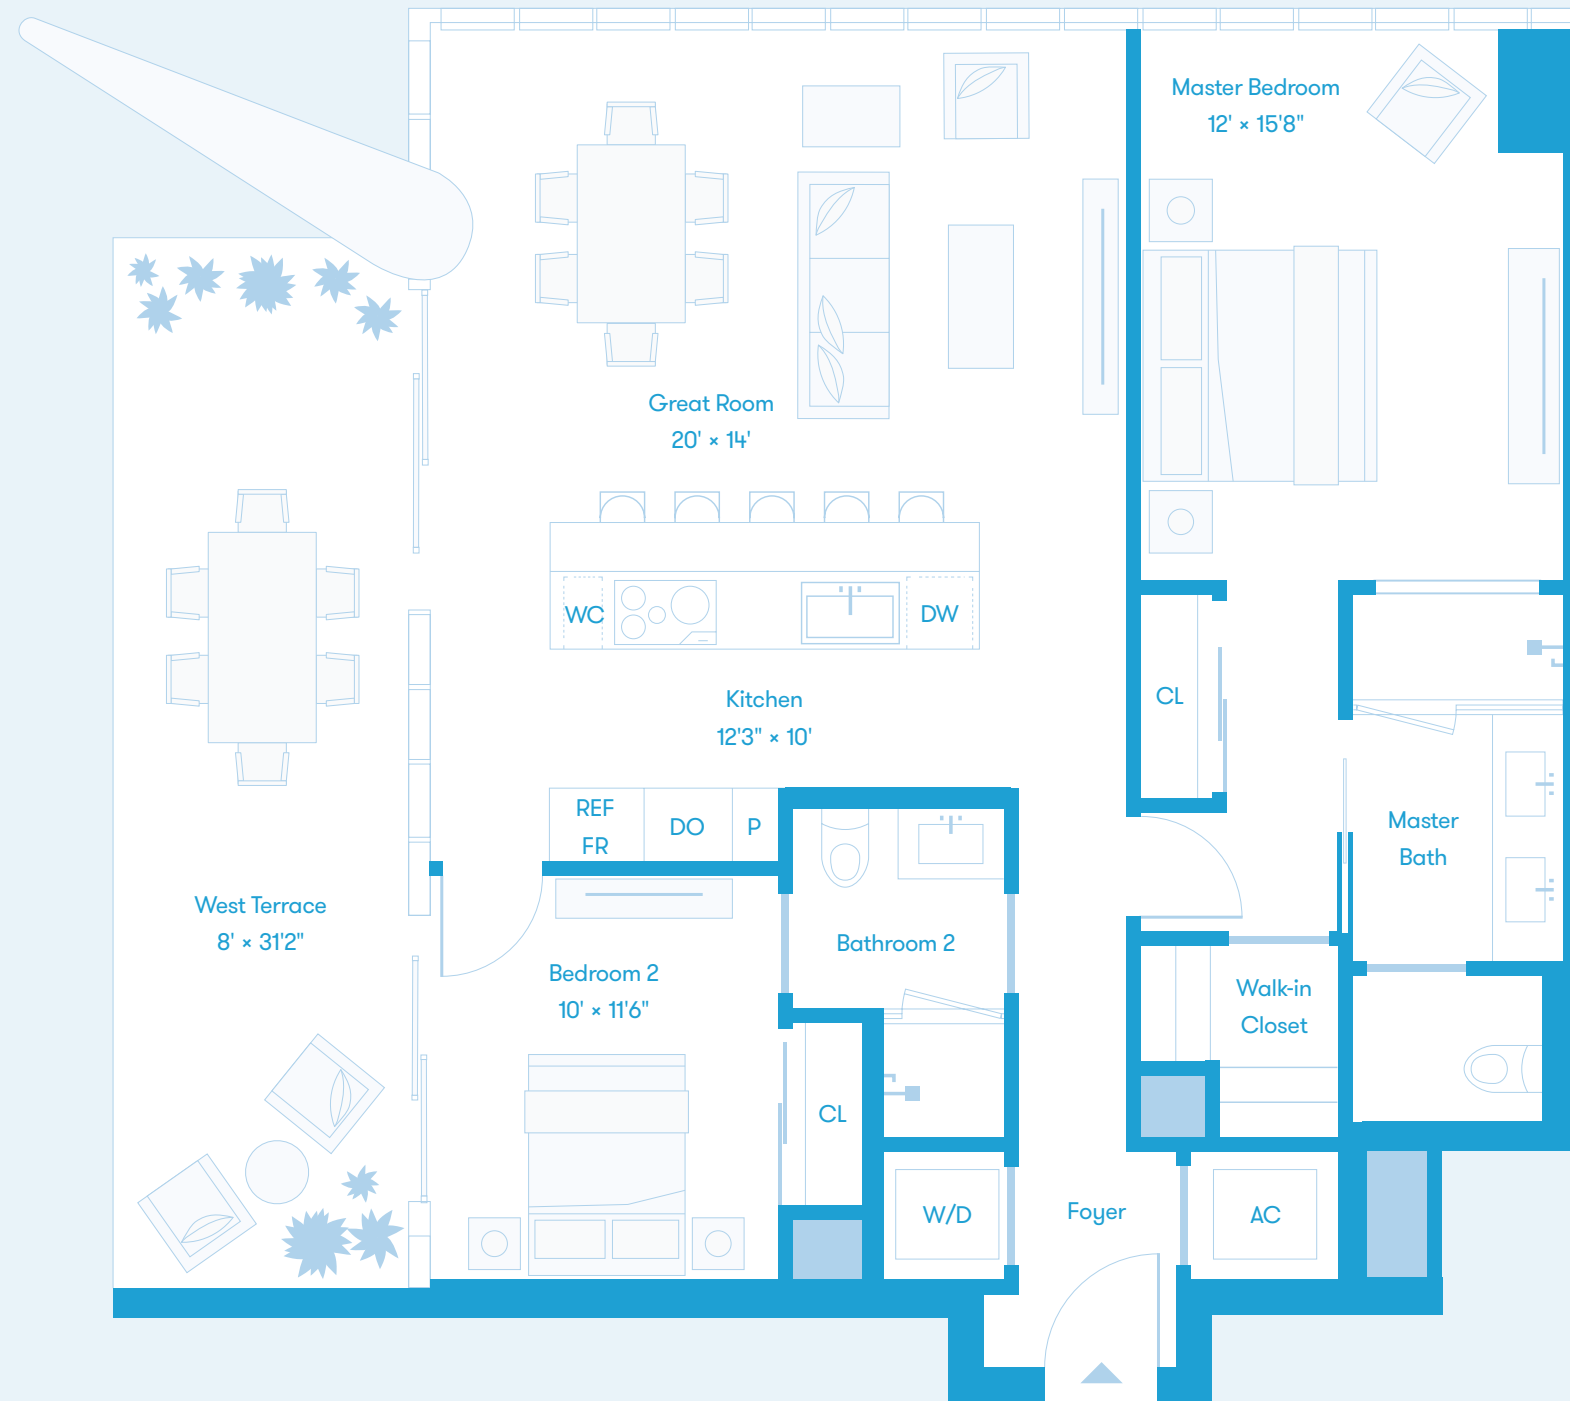 Master Bedroom
12' × 15'8"
Great Room
20' × 14'
WC
DW
Kitchen
12'3" × 10'
CL
REF
FR
DO
P
Master
Bath
West Terrace
8' × 31'2"
Bathroom 2
Bedroom 2
10' × 11'6"
Walk-in
Closet
CL
W/D
Foyer
AC